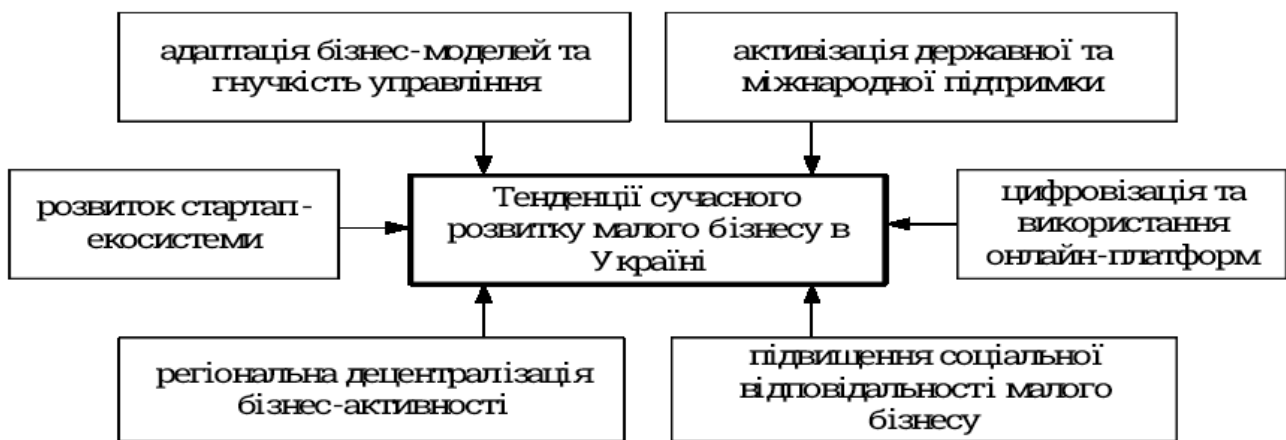 адаптація бізнес-моделей та
гнучкість управління
активізація державної та
міжнародної підтримки
розвиток стартап-
екосистеми
Тенденції сучасного
розвитку малого бізнесу в
Україні
цифровізація та
використання
онлайн-платформ
регіональна децентралізація
бізнес-активності
підвищення соціальної
відповідальності малого
бізнесу